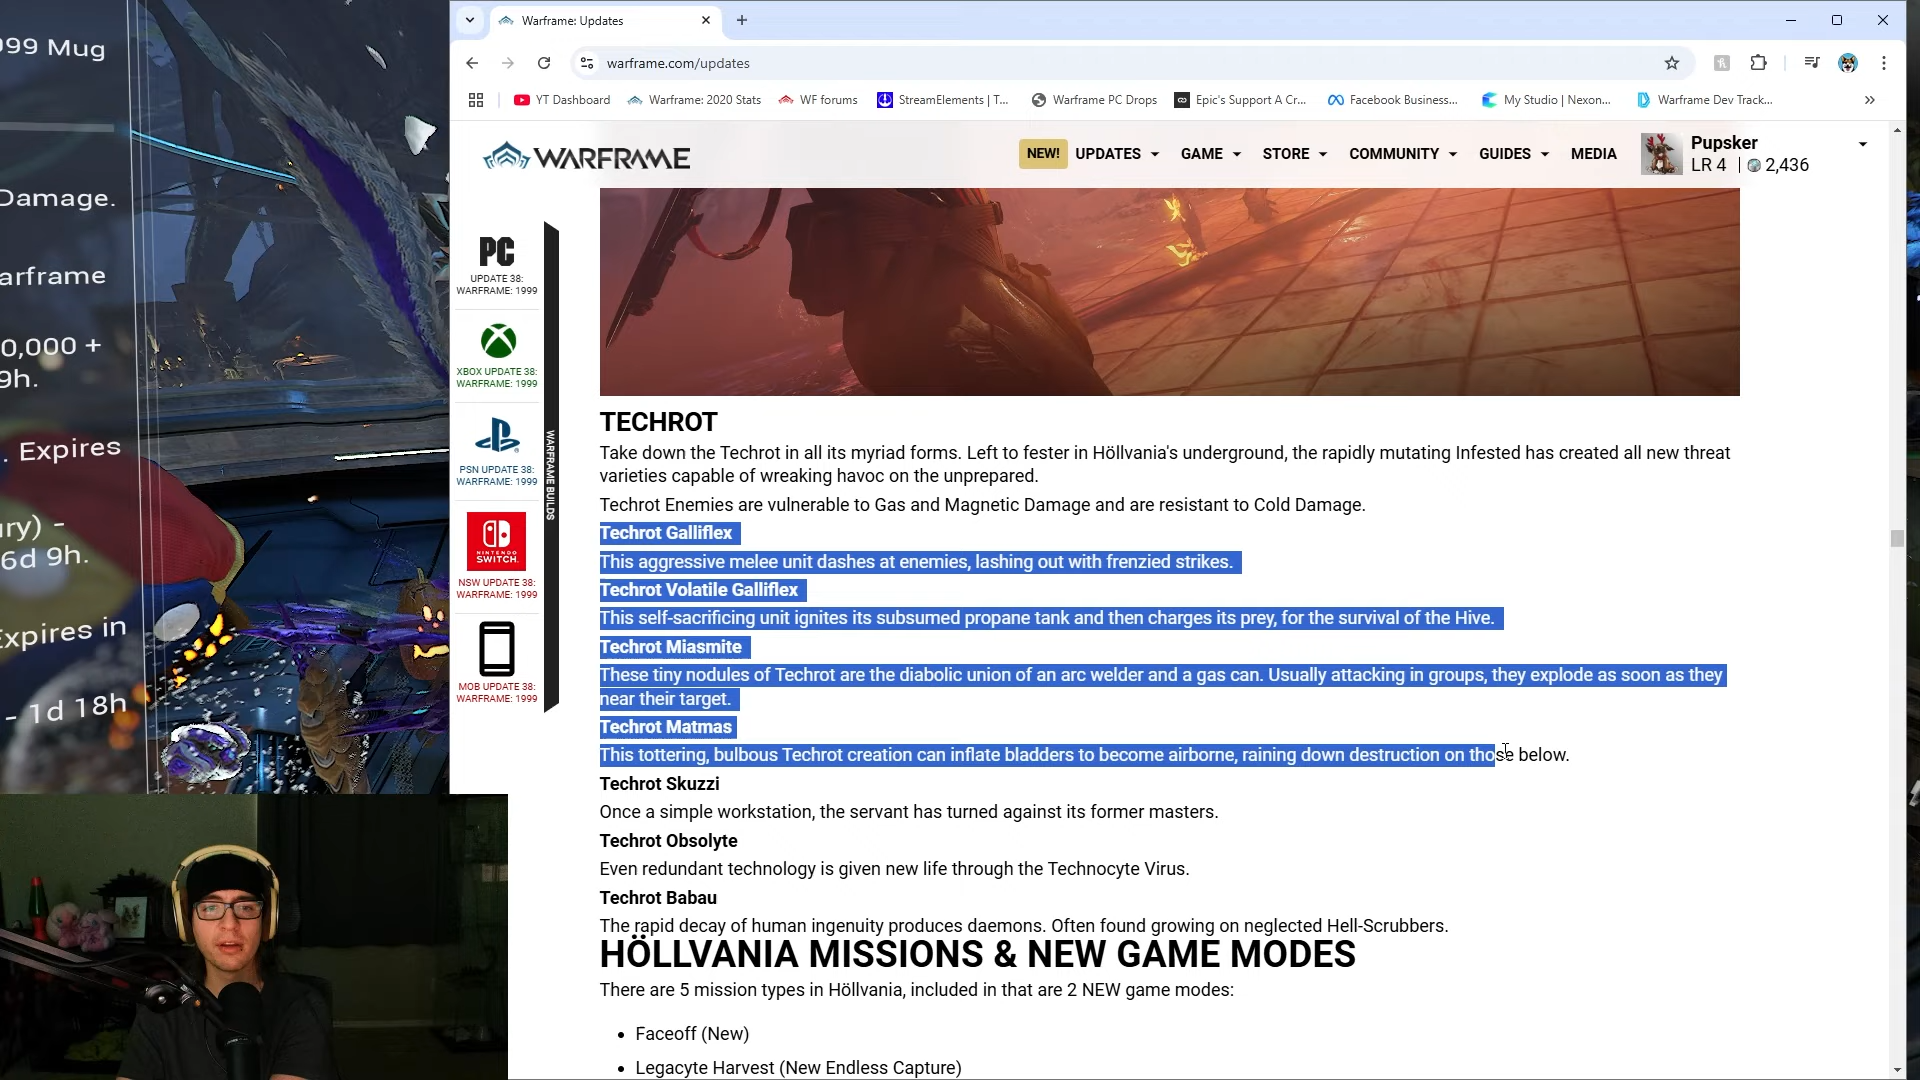 99 Mug
Damage.
arframe
0,000 +
9h.
. Expires
ury) -
6d 9h.
xpires in
- 1d 18h
Warframe: Updates
warframe.com/updates
YT Dashboard
Warframe: 2020 Stats
WF forums
StreamElements | T...
Warframe PC Drops
Epic's Support A Cr...
Facebook Business...
My Studio | Nexon...
Warframe Dev Track...
WARFRAME
NEW!
UPDATES
GAME
STORE
COMMUNITY
GUIDES
MEDIA
Pupsker
LR 4 | 2,436
PC
UPDATE 38:
WARFRAME: 1999
XBOX UPDATE 38:
WARFRAME: 1999
PSN UPDATE 38:
WARFRAME: 1999
NINTENDO
SWITCH
NSW UPDATE 38:
WARFRAME: 1999
MOB UPDATE 38:
WARFRAME: 1999
WARFRAME BUILDS
TECHROT
Take down the Techrot in all its myriad forms. Left to fester in Höllvania's underground, the rapidly mutating Infested has created all new threat
varieties capable of wreaking havoc on the unprepared.
Techrot Enemies are vulnerable to Gas and Magnetic Damage and are resistant to Cold Damage.
Techrot Galliflex
This aggressive melee unit dashes at enemies, lashing out with frenzied strikes.
Techrot Volatile Galliflex
This self-sacrificing unit ignites its subsumed propane tank and then charges its prey, for the survival of the Hive.
Techrot Miasmite
These tiny nodules of Techrot are the diabolic union of an arc welder and a gas can. Usually attacking in groups, they explode as soon as they
near their target.
Techrot Matmas
This tottering, bulbous Techrot creation can inflate bladders to become airborne, raining down destruction on those below.
Techrot Skuzzi
Once a simple workstation, the servant has turned against its former masters.
Techrot Obsolyte
Even redundant technology is given new life through the Technocyte Virus.
Techrot Babau
The rapid decay of human ingenuity produces daemons. Often found growing on neglected Hell-Scrubbers.
HÖLLVANIA MISSIONS & NEW GAME MODES
There are 5 mission types in Höllvania, included in that are 2 NEW game modes:
• Faceoff (New)
• Legacyte Harvest (New Endless Capture)